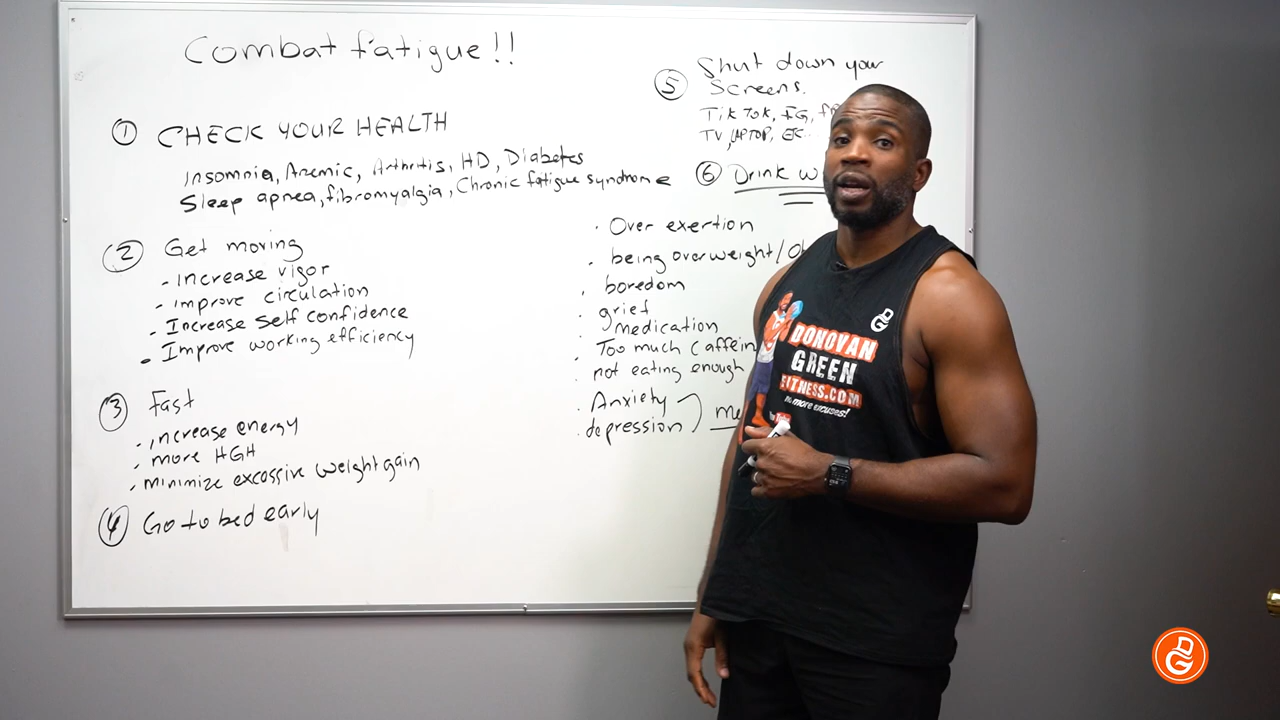 Combat fatigue!!
① CHECK YOUR HEALTH
Insomnia, Anemic, Arthritis, HD, Diabetes
Sleep apnea, fibromyalgia, Chronic fatigue syndrome
② Get moving
- increase vigor
- improve circulation
- Increase self confidence
- Improve working efficiency
③ Fast
- increase energy
- more HGH
- minimize excossive weight gain
④ Go to bed early
⑤ Shut down your
Screens.
TikTok, IG,
TV, LAPTOP, ETC..
⑥ Drink
· Over exertion
· being overweight/
· boredom
· grief
· medication
· Too much
· not eating enough
· Anxiety
· depression
DONOVAN
GREEN
FITNESS.COM
no more excuses!
DG
DG